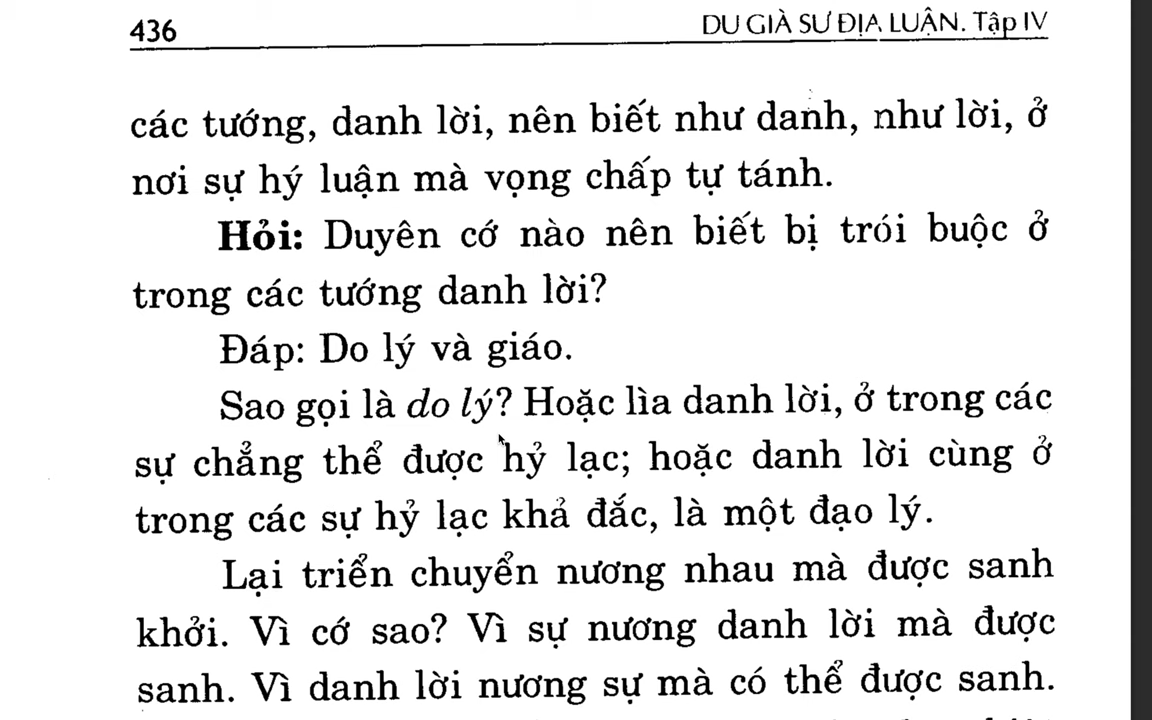 436
DU GIÀ SƯ ĐỊA LUẬN. Tập IV
các tướng, danh lời, nên biết như danh, như lời, ở
nơi sự hý luận mà vọng chấp tự tánh.
Hỏi: Duyên cớ nào nên biết bị trói buộc ở
trong các tướng danh lời?
Đáp: Do lý và giáo.
Sao gọi là do lý? Hoặc lìa danh lời, ở trong các
sự chẳng thể được hỷ lạc; hoặc danh lời cùng ở
trong các sự hỷ lạc khả đắc, là một đạo lý.
Lại triển chuyển nương nhau mà được sanh
khởi. Vì cớ sao? Vì sự nương danh lời mà được
sanh. Vì danh lời nương sự mà có thể được sanh.